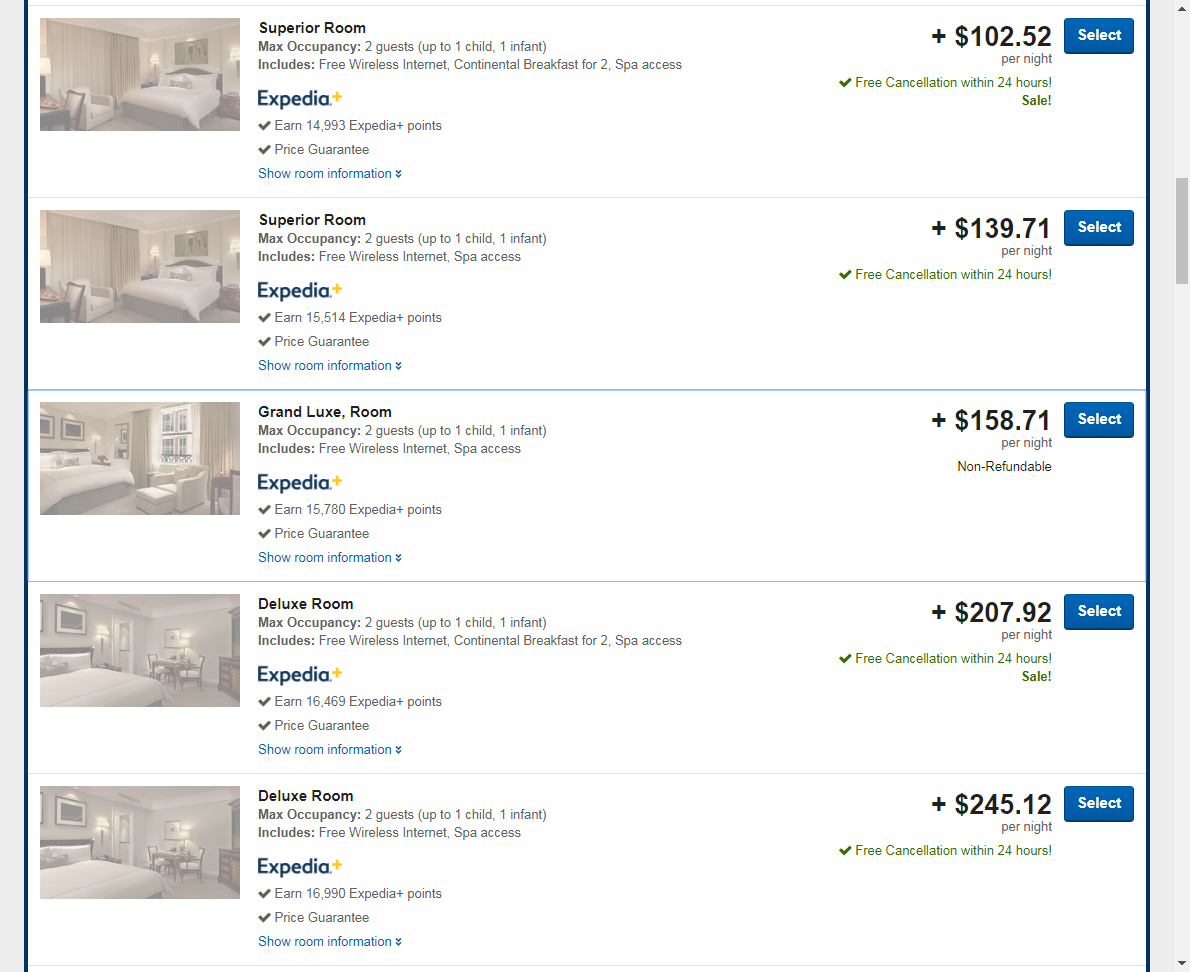 Superior Room
Max Occupancy: 2 guests (up to 1 child, 1 infant)
Includes: Free Wireless Internet, Continental Breakfast for 2, Spa access
Expedia+
Earn 14,993 Expedia+ points
Price Guarantee
Show room information
+ $102.52
per night
Free Cancellation within 24 hours!
Sale!
Select
Superior Room
Max Occupancy: 2 guests (up to 1 child, 1 infant)
Includes: Free Wireless Internet, Spa access
Expedia+
Earn 15,514 Expedia+ points
Price Guarantee
Show room information
+ $139.71
per night
Free Cancellation within 24 hours!
Select
Grand Luxe, Room
Max Occupancy: 2 guests (up to 1 child, 1 infant)
Includes: Free Wireless Internet, Spa access
Expedia+
Earn 15,780 Expedia+ points
Price Guarantee
Show room information
+ $158.71
per night
Non-Refundable
Select
Deluxe Room
Max Occupancy: 2 guests (up to 1 child, 1 infant)
Includes: Free Wireless Internet, Continental Breakfast for 2, Spa access
Expedia+
Earn 16,469 Expedia+ points
Price Guarantee
Show room information
+ $207.92
per night
Free Cancellation within 24 hours!
Sale!
Select
Deluxe Room
Max Occupancy: 2 guests (up to 1 child, 1 infant)
Includes: Free Wireless Internet, Spa access
Expedia+
Earn 16,990 Expedia+ points
Price Guarantee
Show room information
+ $245.12
per night
Free Cancellation within 24 hours!
Select